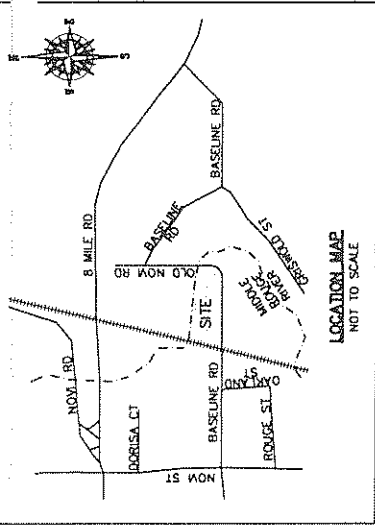 NOVI RD
8 MILE RD
DORISA CT
NOVI ST
BASELINE RD
OLD NOVI RD
BASELINE
RD
BASELINE RD
SITE
MIDDLE
ROUGE
RIVER
GRISWOLD ST
OAKLAND
ST
ROUGE ST
LOCATION MAP
NOT TO SCALE